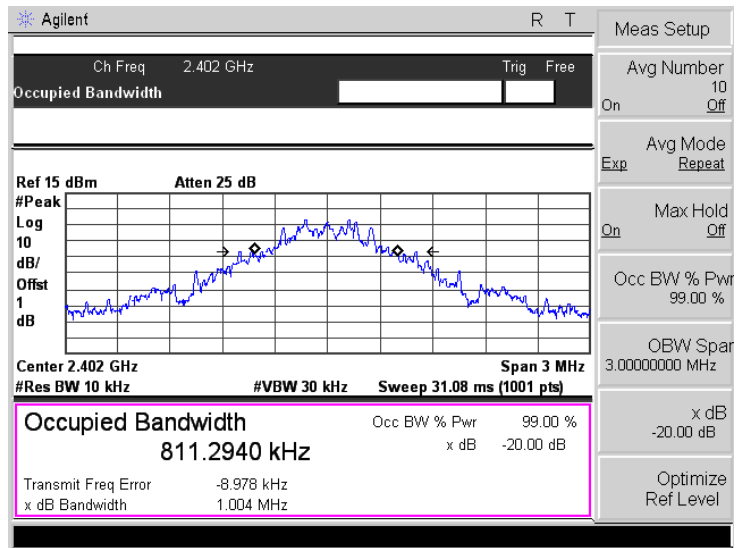 Agilent R T
Ch Freq 2.402 GHz Trig Free
Occupied Bandwidth
Ref 15 dBm Atten 25 dB
#Peak
Log
10
dB/
Offst
1
dB
Center 2.402 GHz Span 3 MHz
#Res BW 10 kHz #VBW 30 kHz Sweep 31.08 ms (1001 pts)
Occupied Bandwidth
811.2940 kHz
Occ BW % Pwr 99.00 %
x dB -20.00 dB
Transmit Freq Error -8.978 kHz
x dB Bandwidth 1.004 MHz
Meas Setup
Avg Number
10
On Off
Avg Mode
Exp Repeat
Max Hold
On Off
Occ BW % Pwr
99.00 %
OBW Span
3.00000000 MHz
x dB
-20.00 dB
Optimize
Ref Level